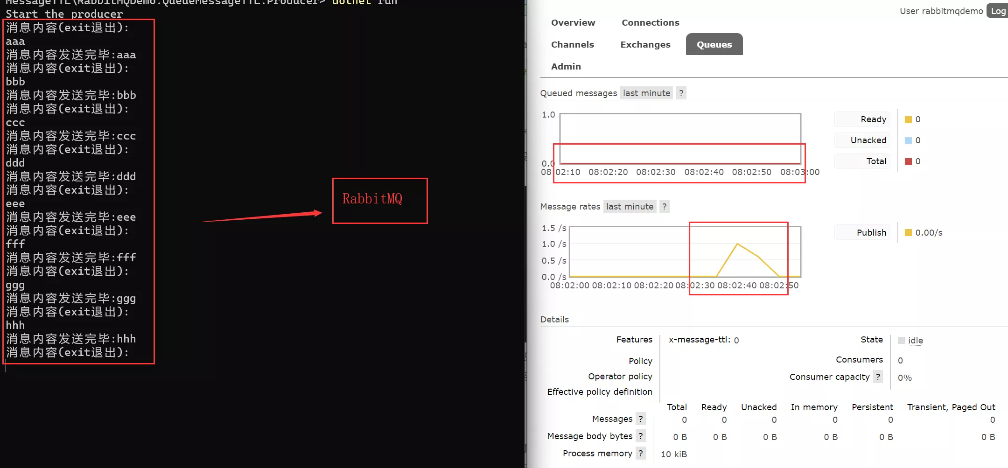 MessageTTL\RabbitMQDemo.QueueMessageTTL.Producer> dotnet run
Start the producer
消息内容(exit退出):
aaa
消息内容发送完毕:aaa
消息内容(exit退出):
bbb
消息内容发送完毕:bbb
消息内容(exit退出):
ccc
消息内容发送完毕:ccc
消息内容(exit退出):
ddd
消息内容发送完毕:ddd
消息内容(exit退出):
eee
消息内容发送完毕:eee
消息内容(exit退出):
fff
消息内容发送完毕:fff
消息内容(exit退出):
ggg
消息内容发送完毕:ggg
消息内容(exit退出):
hhh
消息内容发送完毕:hhh
消息内容(exit退出):
RabbitMQ
User rabbitmqdemo Log
Overview Connections
Channels Exchanges Queues
Admin
Queued messages last minute ?
1.0
0.0
08:02:10 08:02:20 08:02:30 08:02:40 08:02:50 08:03:00
Ready 0
Unacked 0
Total 0
Message rates last minute ?
1.5 /s
1.0 /s
0.5 /s
0.0 /s
08:02:00 08:02:10 08:02:20 08:02:30 08:02:40 08:02:50
Publish 0.00/s
Details
Features x-message-ttl: 0 State idle
Policy Consumers 0
Operator policy Consumer capacity ? 0%
Effective policy definition
Total Ready Unacked In memory Persistent Transient, Paged Out
Messages ? 0 0 0 0 0 0
Message body bytes ? 0 B 0 B 0 B 0 B 0 B 0 B
Process memory ? 10 kiB